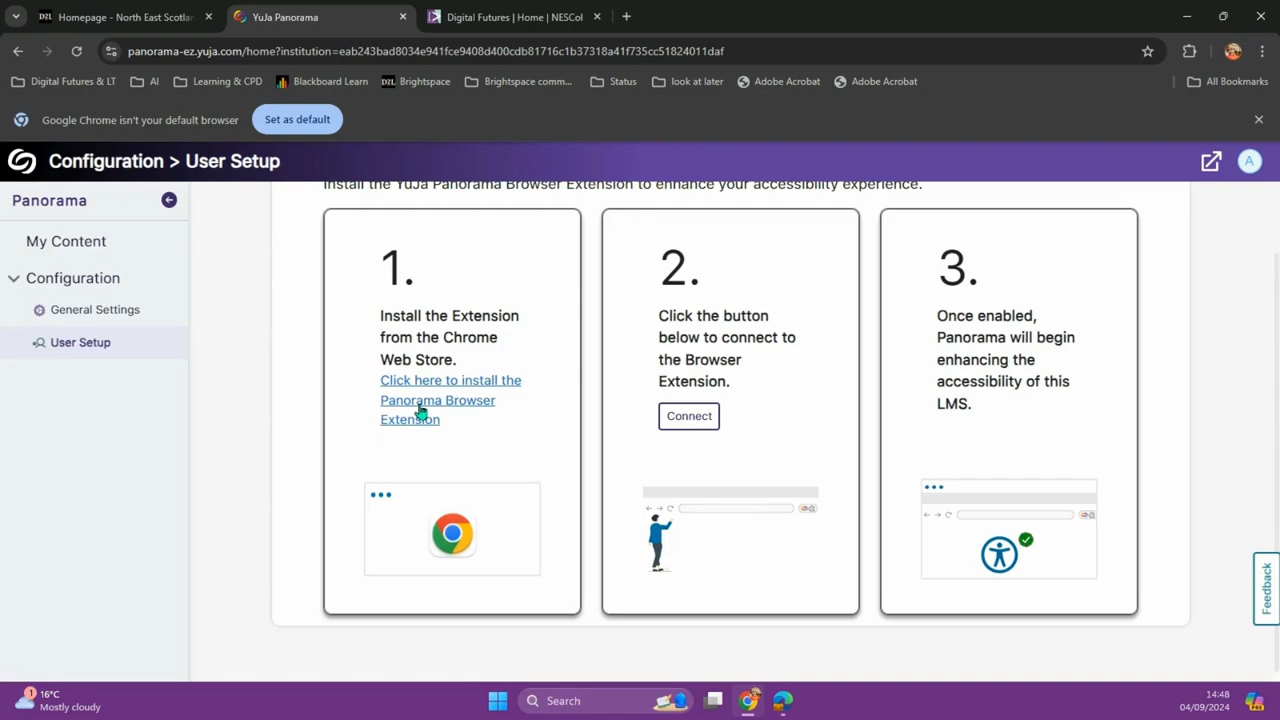 Homepage - North East Scotlan
YuJa Panorama
Digital Futures | Home | NESCol
panorama-ez.yuja.com/home?institution=eab243bad8034e941fce9408d400cdb81716c1b37318a41f735cc51824011daf
Digital Futures & LT
AI
Learning & CPD
Blackboard Learn
D2L
Brightspace
Brightspace comm...
Status
look at later
Adobe Acrobat
Adobe Acrobat
All Bookmarks
Google Chrome isn't your default browser
Set as default
Configuration > User Setup
A
Panorama
My Content
Configuration
General Settings
User Setup
Install the YuJa Panorama Browser Extension to enhance your accessibility experience.
1.
Install the Extension
from the Chrome
Web Store.
Click here to install the
Panorama Browser
Extension
2.
Click the button
below to connect to
the Browser
Extension.
Connect
3.
Once enabled,
Panorama will begin
enhancing the
accessibility of this
LMS.
Feedback
1
16°C
Mostly cloudy
Search
14:48
04/09/2024